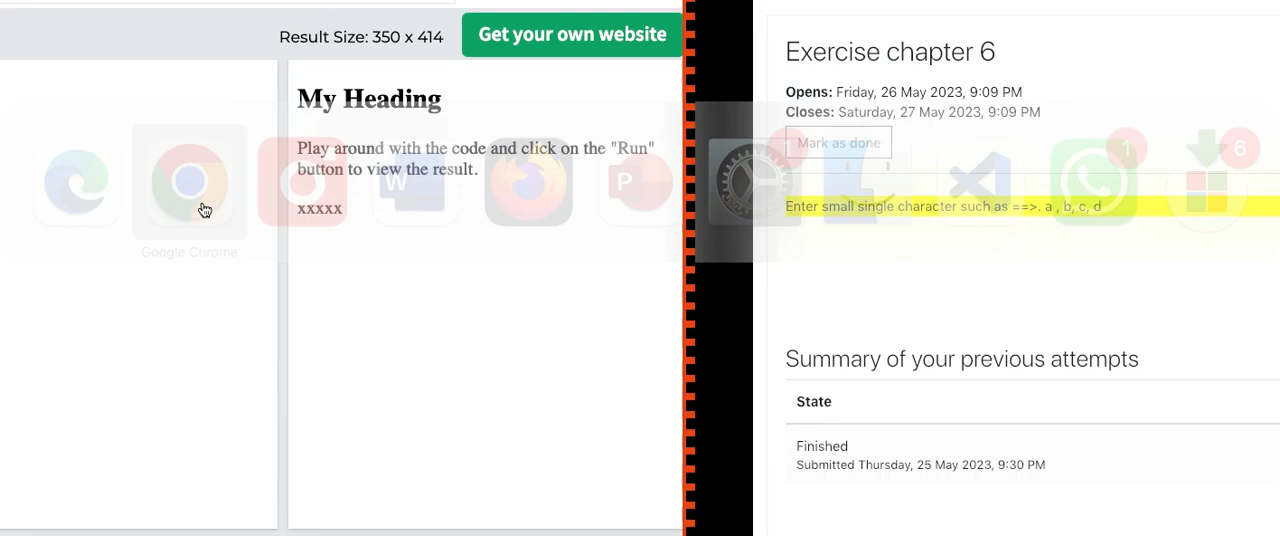 Result Size: 350 x 414
Get your own website
My Heading
Play around with the code and click on the "Run"
button to view the result.
xxxxx
W
P
1
1
6
Google Chrome
Exercise chapter 6
Opens: Friday, 26 May 2023, 9:09 PM
Closes: Saturday, 27 May 2023, 9:09 PM
Mark as done
Enter small single character such as ==>. a , b, c, d
Summary of your previous attempts
State
Finished
Submitted Thursday, 25 May 2023, 9:30 PM